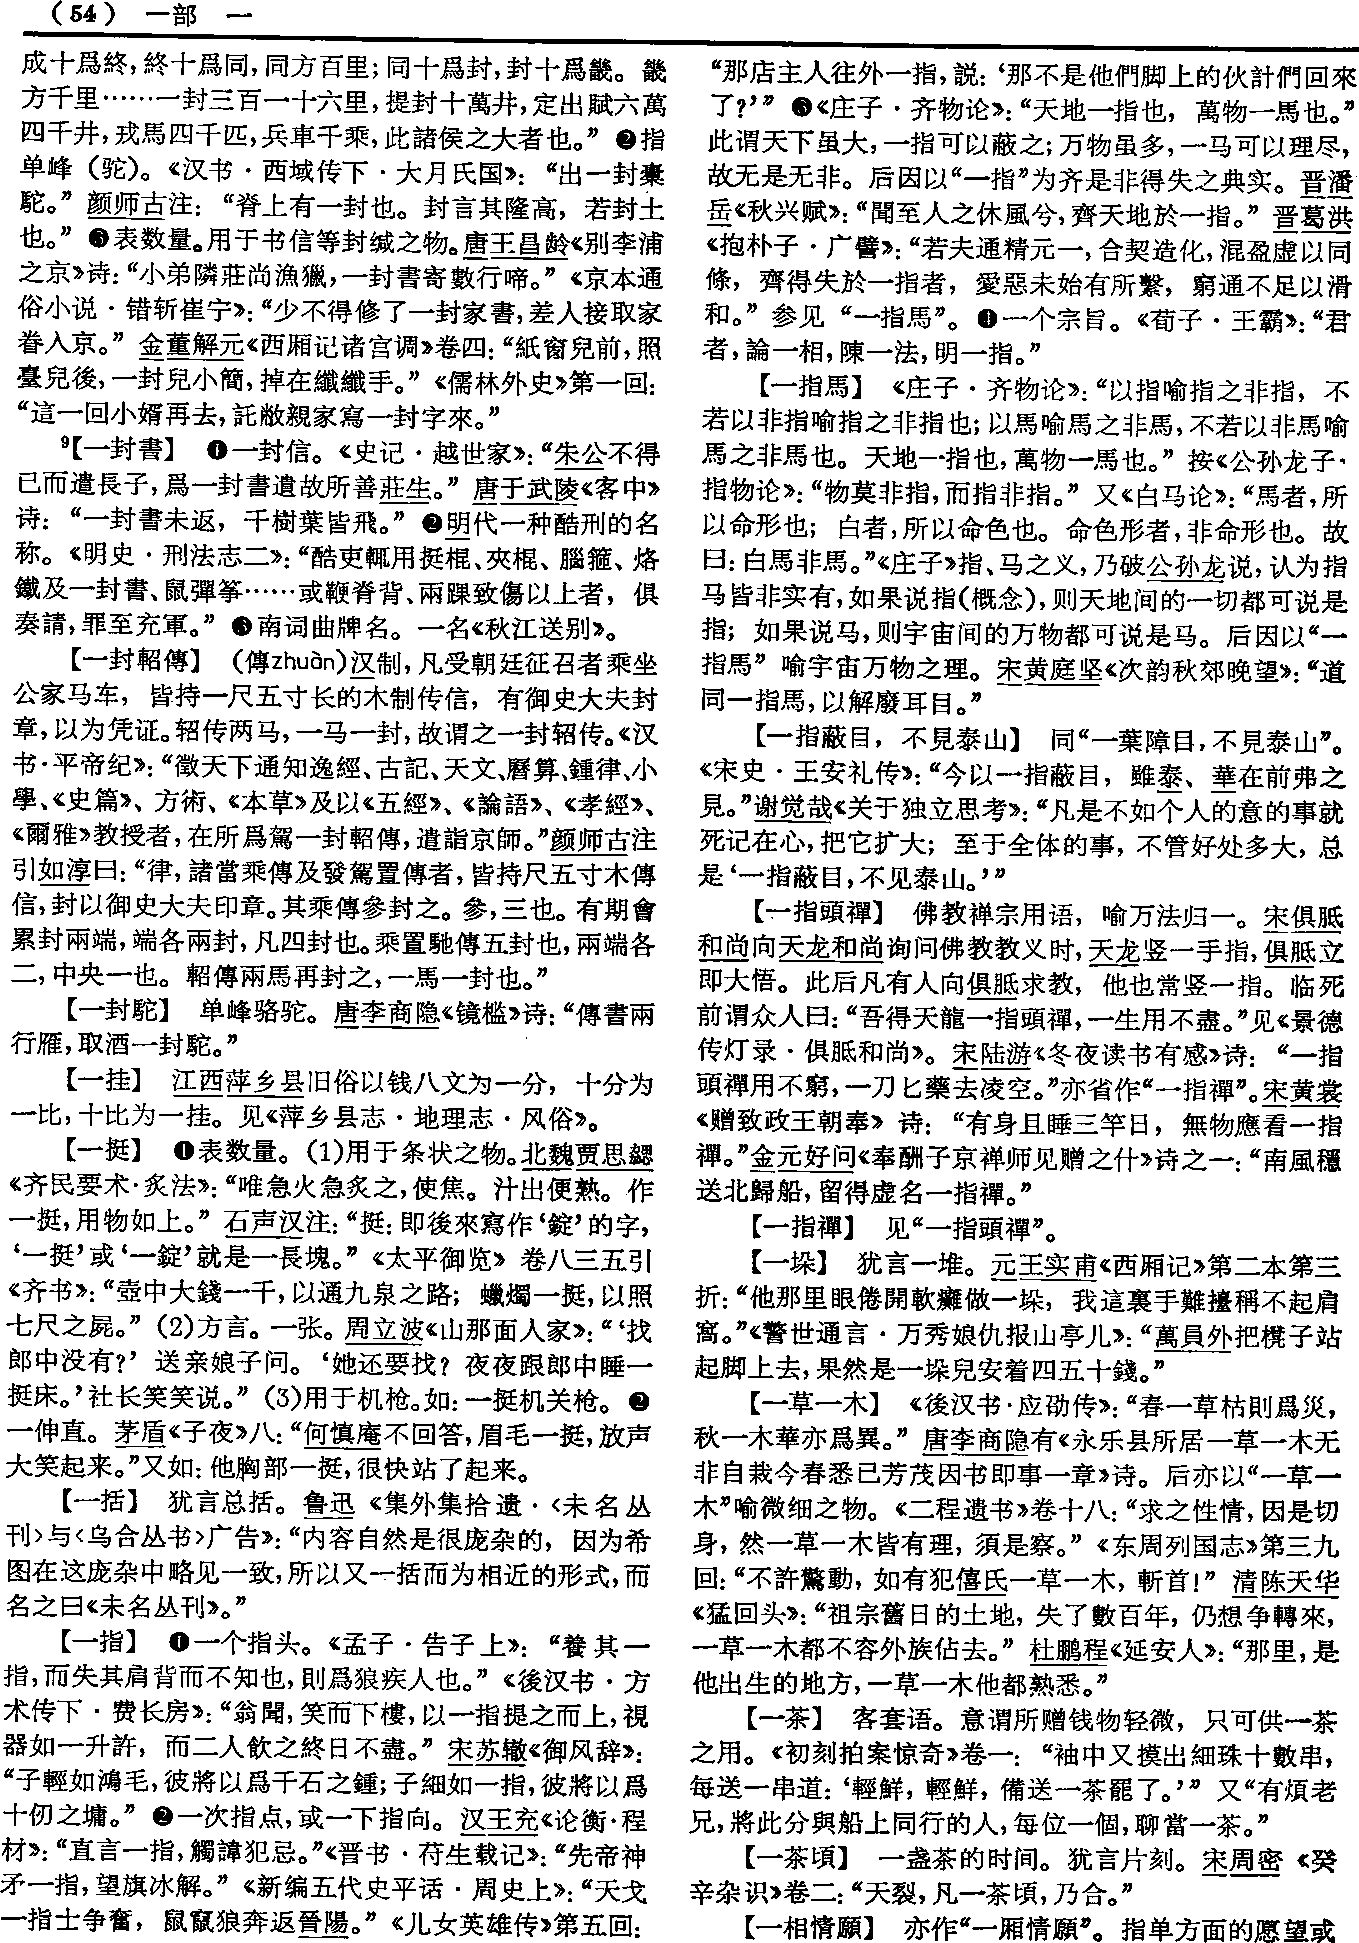 （54） 一部 一
成十爲終，終十爲同，同方百里；同十爲封，封十爲畿。畿
方千里……一封三百一十六里，提封十萬井，定出賦六萬
四千井，戎馬四千匹，兵車千乘，此諸侯之大者也。”❷指
单峰（驼）。《汉书·西域传下·大月氏国》：“出一封橐
駝。”颜师古注：“脊上有一封也。封言其隆高，若封土
也。”❸表数量。用于书信等封缄之物。唐王昌龄《别李浦
之京》诗：“小弟隣莊尚漁獵，一封書寄數行啼。”《京本通
俗小说·错斩崔宁》：“少不得修了一封家書，差人接取家
眷入京。”金董解元《西厢记诸宫调》卷四：“紙窗兒前，照
臺兒後，一封兒小簡，掉在纖纖手。”《儒林外史》第一回：
“這一回小婿再去，託敝親家寫一封字來。”
⁹【一封書】 ❶一封信。《史记·越世家》：“朱公不得
已而遣長子，爲一封書遺故所善莊生。”唐于武陵《客中》
诗：“一封書未返，千樹葉皆飛。”❷明代一种酷刑的名
称。《明史·刑法志二》：“酷吏輒用挺棍、夾棍、腦箍、烙
鐵及一封書、鼠彈筝……或鞭脊背、兩踝致傷以上者，俱
奏請，罪至充軍。”❸南词曲牌名。一名《秋江送别》。
【一封軺傳】 （傳zhuàn）汉制，凡受朝廷征召者乘坐
公家马车，皆持一尺五寸长的木制传信，有御史大夫封
章，以为凭证。轺传两马，一马一封，故谓之一封轺传。《汉
书·平帝纪》：“徵天下通知逸經、古記、天文、曆算、鍾律、小
學、《史篇》、方術、《本草》及以《五經》、《論語》、《孝經》、
《爾雅》教授者，在所爲駕一封軺傳，遣詣京師。”颜师古注
引如淳曰：“律，諸當乘傳及發駕置傳者，皆持尺五寸木傳
信，封以御史大夫印章。其乘傳參封之。參，三也。有期會
累封兩端，端各兩封，凡四封也。乘置馳傳五封也，兩端各
二，中央一也。軺傳兩馬再封之，一馬一封也。”
【一封駝】 单峰骆驼。唐李商隐《镜槛》诗：“傳書兩
行雁，取酒一封駝。”
【一挂】 江西萍乡县旧俗以钱八文为一分，十分为
一比，十比为一挂。见《萍乡县志·地理志·风俗》。
【一挺】 ❶表数量。（1）用于条状之物。北魏贾思勰
《齐民要术·炙法》：“唯急火急炙之，使焦。汁出便熟。作
一挺，用物如上。”石声汉注：“挺：即後來寫作‘錠’的字，
‘一挺’或‘一錠’就是一長塊。”《太平御览》卷八三五引
《齐书》：“壺中大錢一千，以通九泉之路；蠟燭一挺，以照
七尺之屍。”（2）方言。一张。周立波《山那面人家》：“‘找
郎中没有？’送亲娘子问。‘她还要找？夜夜跟郎中睡一
挺床。’社长笑笑说。”（3）用于机枪。如：一挺机关枪。❷
一伸直。茅盾《子夜》八：“何慎庵不回答，眉毛一挺，放声
大笑起来。”又如：他胸部一挺，很快站了起来。
【一括】 犹言总括。鲁迅《集外集拾遗·〈未名丛
刊〉与〈乌合丛书〉广告》：“内容自然是很庞杂的，因为希
图在这庞杂中略见一致，所以又一括而为相近的形式，而
名之曰《未名丛刊》。”
【一指】 ❶一个指头。《孟子·告子上》：“養其一
指，而失其肩背而不知也，則爲狼疾人也。”《後汉书·方
术传下·费长房》：“翁聞，笑而下樓，以一指提之而上，視
器如一升許，而二人飲之終日不盡。”宋苏辙《御风辞》：
“子輕如鴻毛，彼將以爲千石之鍾；子細如一指，彼將以爲
十仞之墉。”❷一次指点，或一下指向。汉王充《论衡·程
材》：“直言一指，觸諱犯忌。”《晋书·苻生载记》：“先帝神
矛一指，望旗冰解。”《新编五代史平话·周史上》：“天戈
一指士争奮，鼠竄狼奔返晉陽。”《儿女英雄传》第五回：
“那店主人往外一指，説：‘那不是他們脚上的伙計們回來
了？’”❸《庄子·齐物论》：“天地一指也，萬物一馬也。”
此谓天下虽大，一指可以蔽之；万物虽多，一马可以理尽，
故无是无非。后因以“一指”为齐是非得失之典实。晋潘
岳《秋兴赋》：“聞至人之休風兮，齊天地於一指。”晋葛洪
《抱朴子·广譬》：“若夫通精元一，合契造化，混盈虚以同
條，齊得失於一指者，愛惡未始有所繫，窮通不足以滑
和。”参见“一指馬”。❹一个宗旨。《荀子·王霸》：“君
者，論一相，陳一法，明一指。”
【一指馬】 《庄子·齐物论》：“以指喻指之非指，不
若以非指喻指之非指也；以馬喻馬之非馬，不若以非馬喻
馬之非馬也。天地一指也，萬物一馬也。”按《公孙龙子·
指物论》：“物莫非指，而指非指。”又《白马论》：“馬者，所
以命形也；白者，所以命色也。命色形者，非命形也。故
曰：白馬非馬。”《庄子》指、马之义，乃破公孙龙说，认为指
马皆非实有，如果说指（概念），则天地间的一切都可说是
指；如果说马，则宇宙间的万物都可说是马。后因以“一
指馬”喻宇宙万物之理。宋黄庭坚《次韵秋郊晚望》：“道
同一指馬，以解廢耳目。”
【一指蔽目，不見泰山】 同“一葉障目，不見泰山”。
《宋史·王安礼传》：“今以一指蔽目，雖泰、華在前弗之
見。”谢觉哉《关于独立思考》：“凡是不如个人的意的事就
死记在心，把它扩大；至于全体的事，不管好处多大，总
是‘一指蔽目，不见泰山。’”
【一指頭禪】 佛教禅宗用语，喻万法归一。宋俱胝
和尚向天龙和尚询问佛教教义时，天龙竖一手指，俱胝立
即大悟。此后凡有人向俱胝求教，他也常竖一指。临死
前谓众人曰：“吾得天龍一指頭禪，一生用不盡。”见《景德
传灯录·俱胝和尚》。宋陆游《冬夜读书有感》诗：“一指
頭禪用不窮，一刀匕藥去凌空。”亦省作“一指禪”。宋黄裳
《赠致政王朝奉》诗：“有身且睡三竿日，無物應看一指
禪。”金元好问《奉酬子京禅师见赠之什》诗之一：“南風穩
送北歸船，留得虚名一指禪。”
【一指禪】 见“一指頭禪”。
【一垛】 犹言一堆。元王实甫《西厢记》第二本第三
折：“他那里眼倦開軟癱做一垛，我這裏手難擡稱不起肩
窩。”《警世通言·万秀娘仇报山亭儿》：“萬員外把櫈子站
起脚上去，果然是一垛兒安着四五十錢。”
【一草一木】 《後汉书·应劭传》：“春一草枯則爲災，
秋一木華亦爲異。”唐李商隐有《永乐县所居一草一木无
非自栽今春悉已芳茂因书即事一章》诗。后亦以“一草一
木”喻微细之物。《二程遗书》卷十八：“求之性情，因是切
身，然一草一木皆有理，須是察。”《东周列国志》第三九
回：“不許驚動，如有犯僖氏一草一木，斬首！”清陈天华
《猛回头》：“祖宗舊日的土地，失了數百年，仍想争轉來，
一草一木都不容外族佔去。”杜鹏程《延安人》：“那里，是
他出生的地方，一草一木他都熟悉。”
【一茶】 客套语。意谓所赠钱物轻微，只可供一茶
之用。《初刻拍案惊奇》卷一：“袖中又摸出細珠十數串，
每送一串道：‘輕鮮，輕鮮，備送一茶罷了。’”又“有煩老
兄，將此分與船上同行的人，每位一個，聊當一茶。”
【一茶頃】 一盏茶的时间。犹言片刻。宋周密《癸
辛杂识》卷二：“天裂，凡一茶頃，乃合。”
【一相情願】 亦作“一厢情願”。指单方面的愿望或